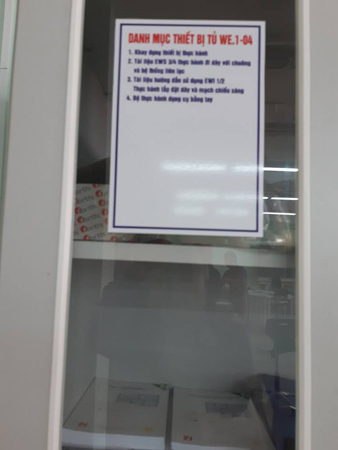 DANH MỤC THIẾT BỊ TỦ WE.1-04
1. Khay dụng thiết bị thực hành
2. Tài liệu EWS 3/4 thực hành đi dây với chuông
và hệ thống liên lạc
3. Tài liệu hướng dẫn sử dụng EWI 1/2
Thực hành lắp đặt dây và mạch chiếu sáng
4. Bộ thực hành dụng cụ bằng tay